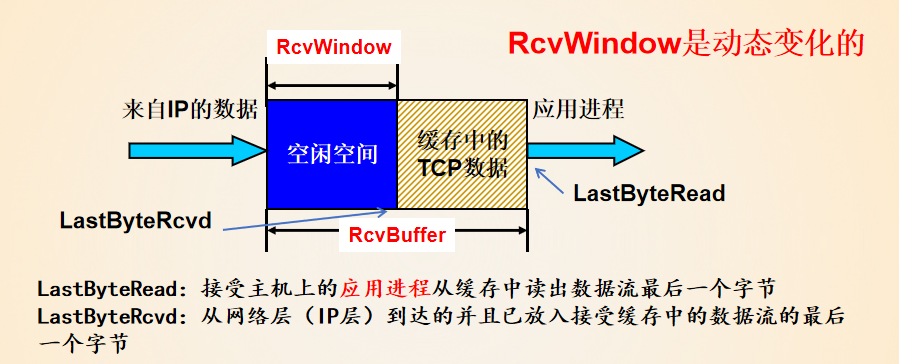 RcvWindow
RcvWindow是动态变化的
来自IP的数据
应用进程
空闲空间
缓存中的
TCP数据
LastByteRead
LastByteRcvd
RcvBuffer
LastByteRead：接受主机上的应用进程从缓存中读出数据流最后一个字节
LastByteRcvd：从网络层（IP层）到达的并且已放入接受缓存中的数据流的最后
一个字节